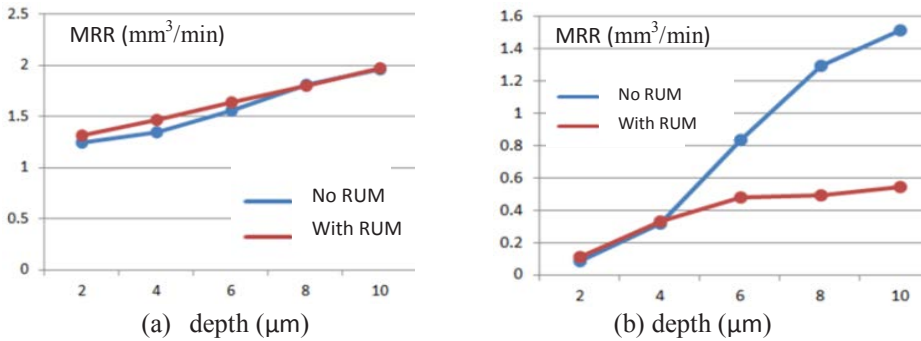 MRR (mm³/min)
2.5
2
1.5
1
0.5
0
No RUM
With RUM
2 4 6 8 10
(a) depth (µm)
MRR (mm³/min)
1.6
1.4
1.2
1
0.8
0.6
0.4
0.2
0
No RUM
With RUM
2 4 6 8 10
(b) depth (µm)